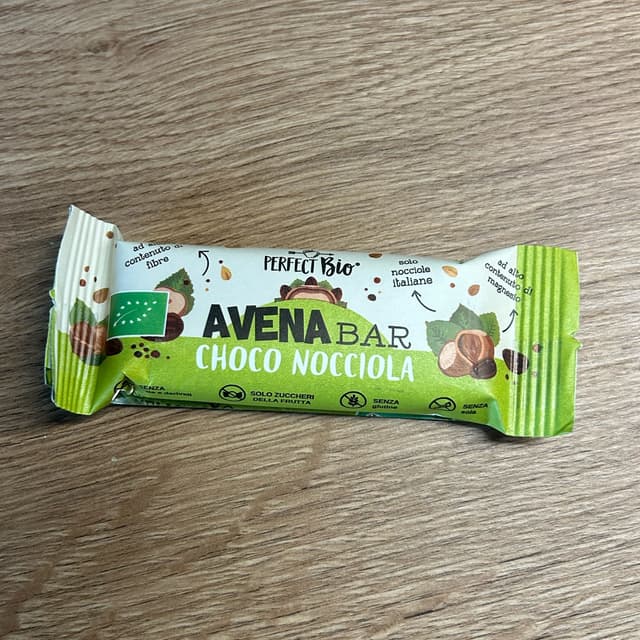 ad
contenuto di
fibre
PERFECT Bio
solo
nocciole
italiane
ad alto
contenuto di
magnesio
AVENA BAR
CHOCO NOCCIOLA
SENZA
SOLO ZUCCHERI
DELLA FRUTTA
SENZA
glutine
SENZA
soia